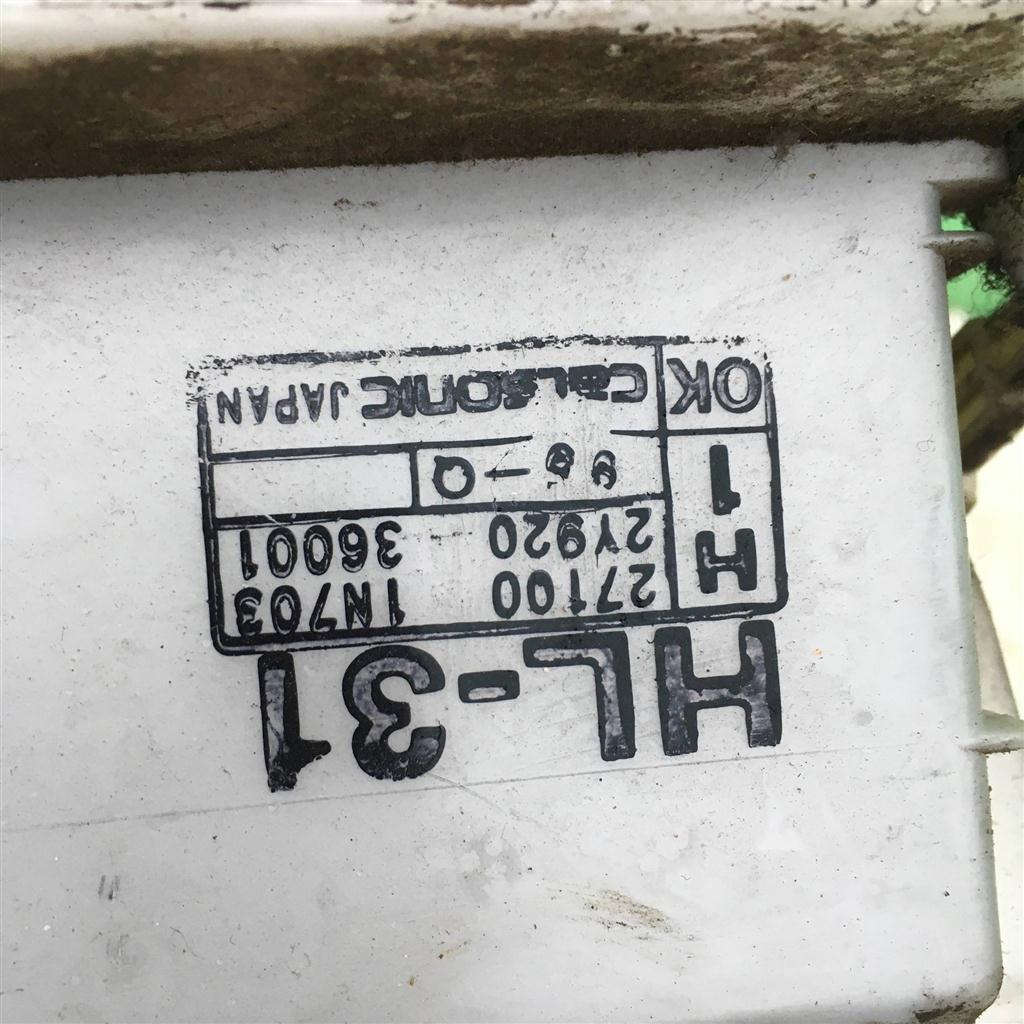 HL-31
H 27100 1N703
2Y920 36001
1
OK CALSONIC JAPAN